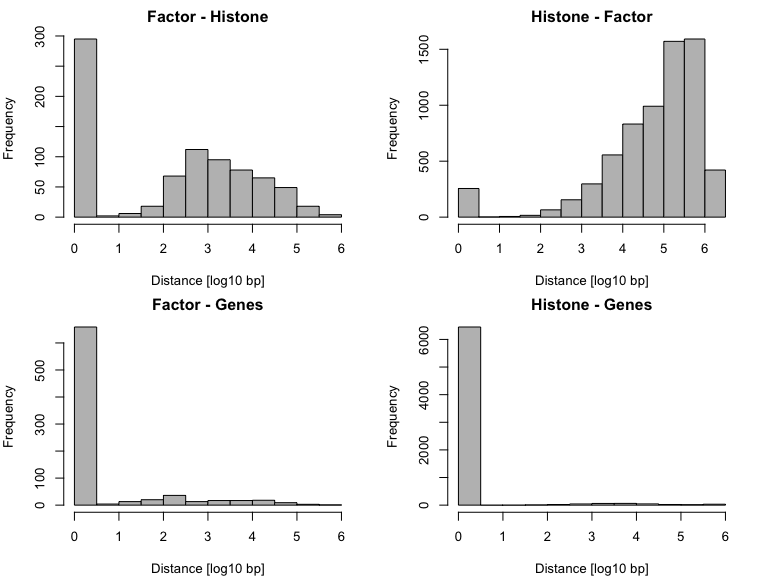 Factor - Histone
Frequency
0 50 100 200 300
0 1 2 3 4 5 6
Distance [log10 bp]
Histone - Factor
Frequency
0 500 1000 1500
0 1 2 3 4 5 6
Distance [log10 bp]
Factor - Genes
Frequency
0 100 300 500
0 1 2 3 4 5 6
Distance [log10 bp]
Histone - Genes
Frequency
0 2000 4000 6000
0 1 2 3 4 5 6
Distance [log10 bp]